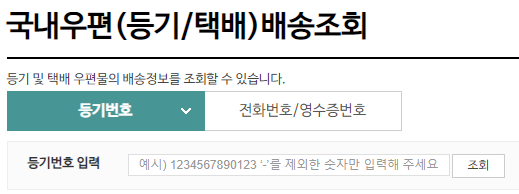 국내우편(등기/택배)배송조회
등기 및 택배 우편물의 배송정보를 조회할 수 있습니다.
등기번호 전화번호/영수증번호
등기번호 입력 예시) 1234567890123 '-'를 제외한 숫자만 입력해 주세요 조회